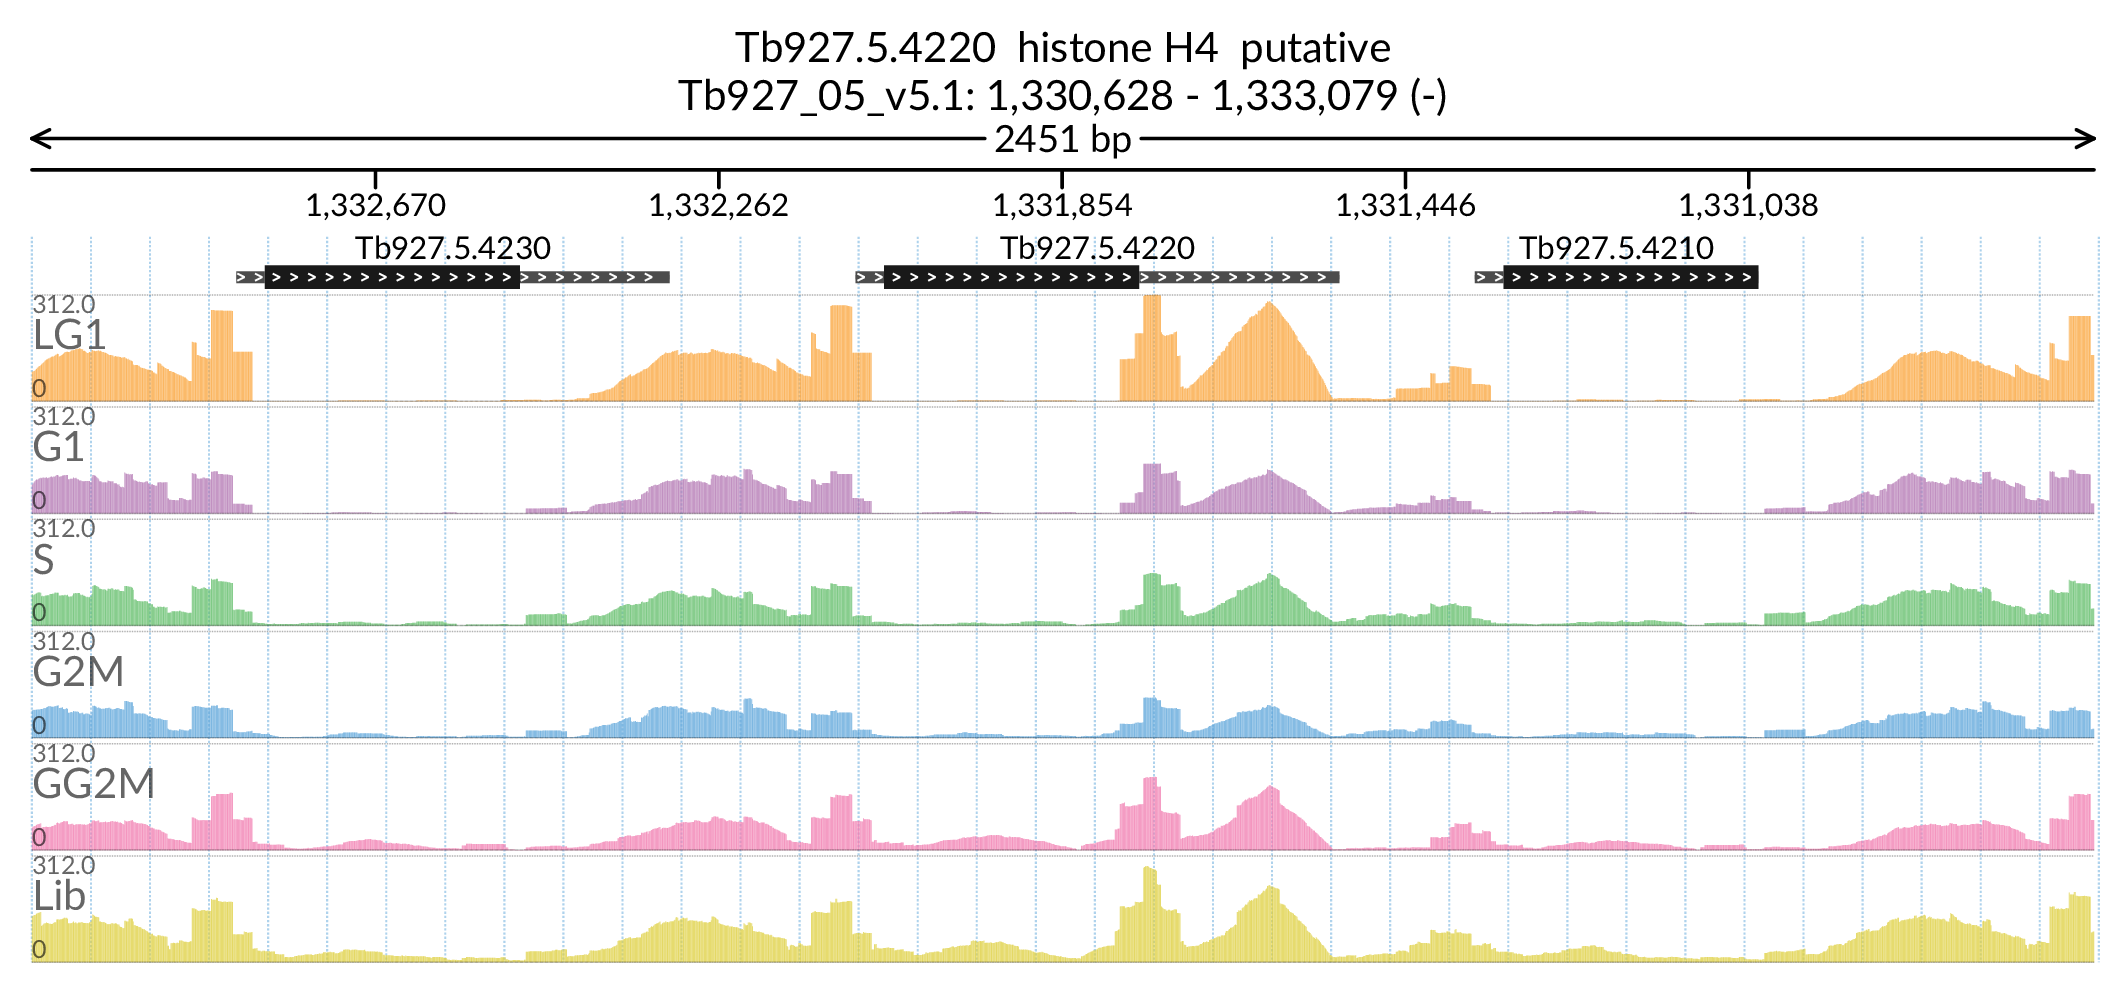 Tb927.5.4220 histone H4 putative
Tb927_05_v5.1: 1,330,628 - 1,333,079 (-)
2451 bp
1,332,670 1,332,262 1,331,854 1,331,446 1,331,038
Tb927.5.4230 Tb927.5.4220 Tb927.5.4210
312.0
LG1
0
312.0
G1
0
312.0
S
0
312.0
G2M
0
312.0
GG2M
0
312.0
Lib
0